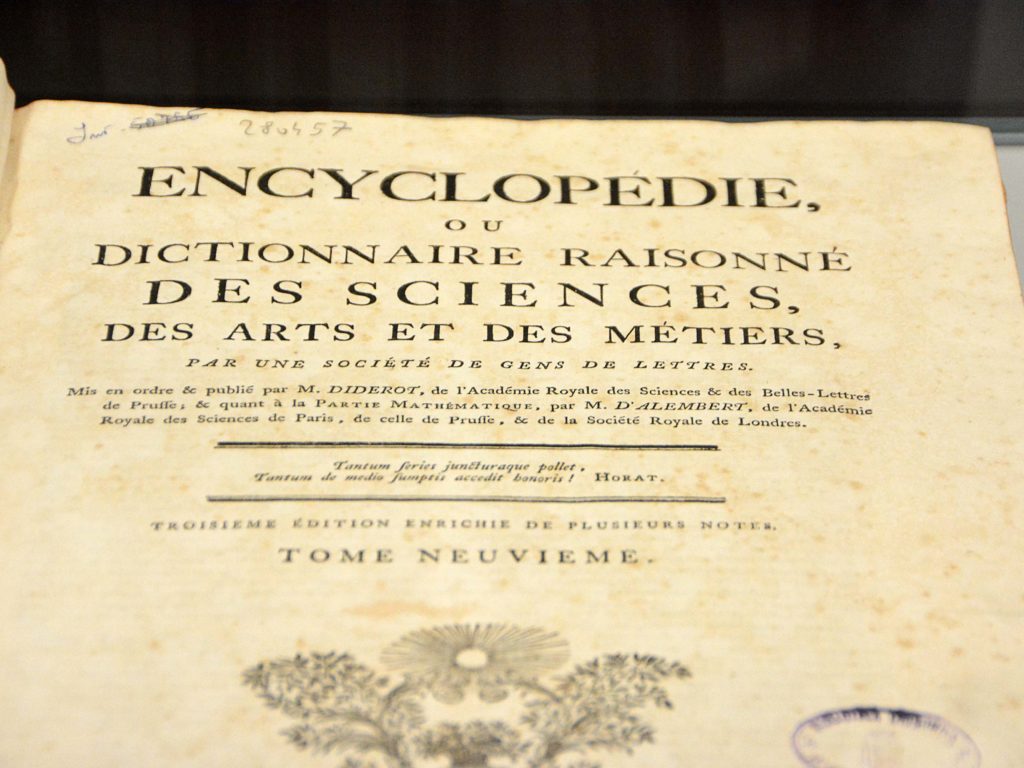 280457
ENCYCLOPÉDIE,
OU
DICTIONNAIRE RAISONNÉ
DES SCIENCES,
DES ARTS ET DES MÉTIERS,
PAR UNE SOCIÉTÉ DE GENS DE LETTRES.
Mis en ordre & publié par M. DIDEROT, de l'Académie Royale des Sciences & des Belles-Lettres
de Pruſſe; & quant à la PARTIE MATHÉMATIQUE, par M. D'ALEMBERT, de l'Académie
Royale des Sciences de Paris, de celle de Pruſſe, & de la Société Royale de Londres.
Tantum ſeries juncturaque pollet,
Tantum de medio ſumptis accedit honoris! HORAT.
TROISIEME ÉDITION ENRICHIE DE PLUSIEURS NOTES.
TOME NEUVIEME.